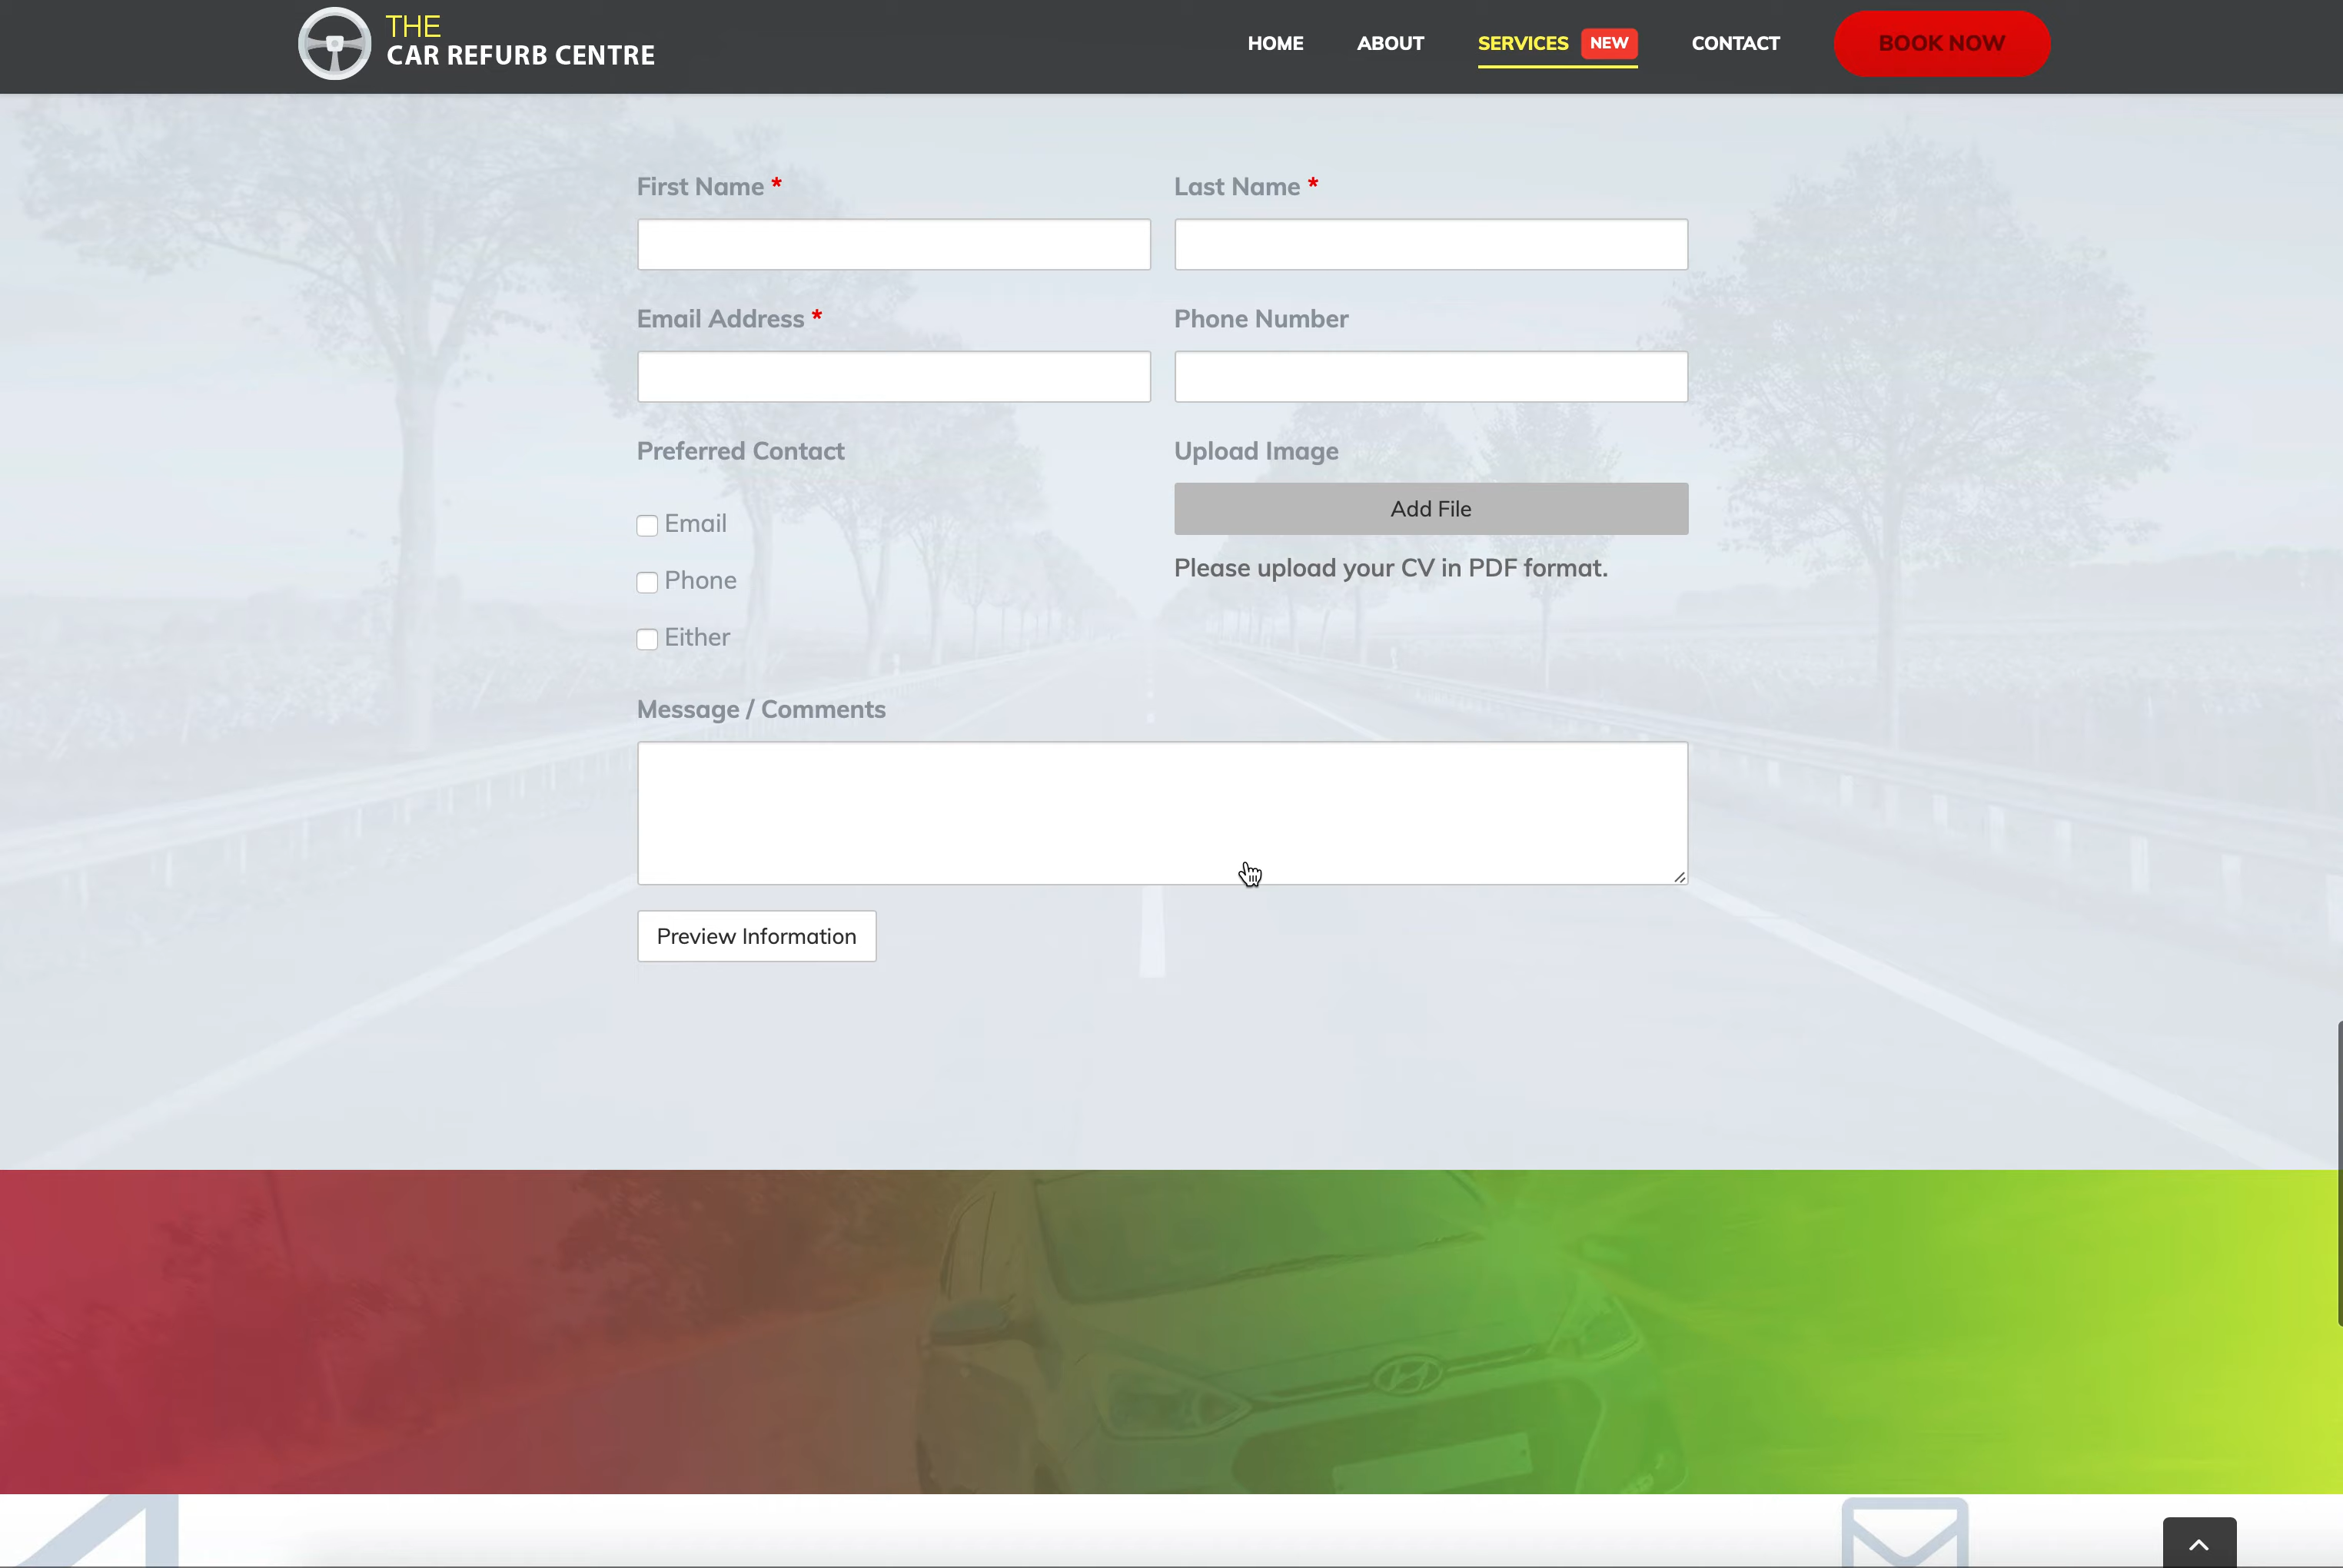 THE
CAR REFURB CENTRE
HOME ABOUT SERVICES NEW CONTACT BOOK NOW
First Name * Last Name *
Email Address * Phone Number
Preferred Contact Upload Image
Add File
Email
Please upload your CV in PDF format.
Phone
Either
Message / Comments
Preview Information